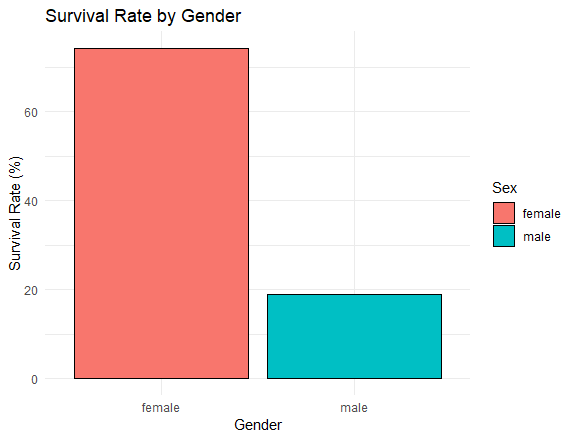 Survival Rate by Gender
Survival Rate (%)
60
40
20
0
female
male
Gender
Sex
female
male